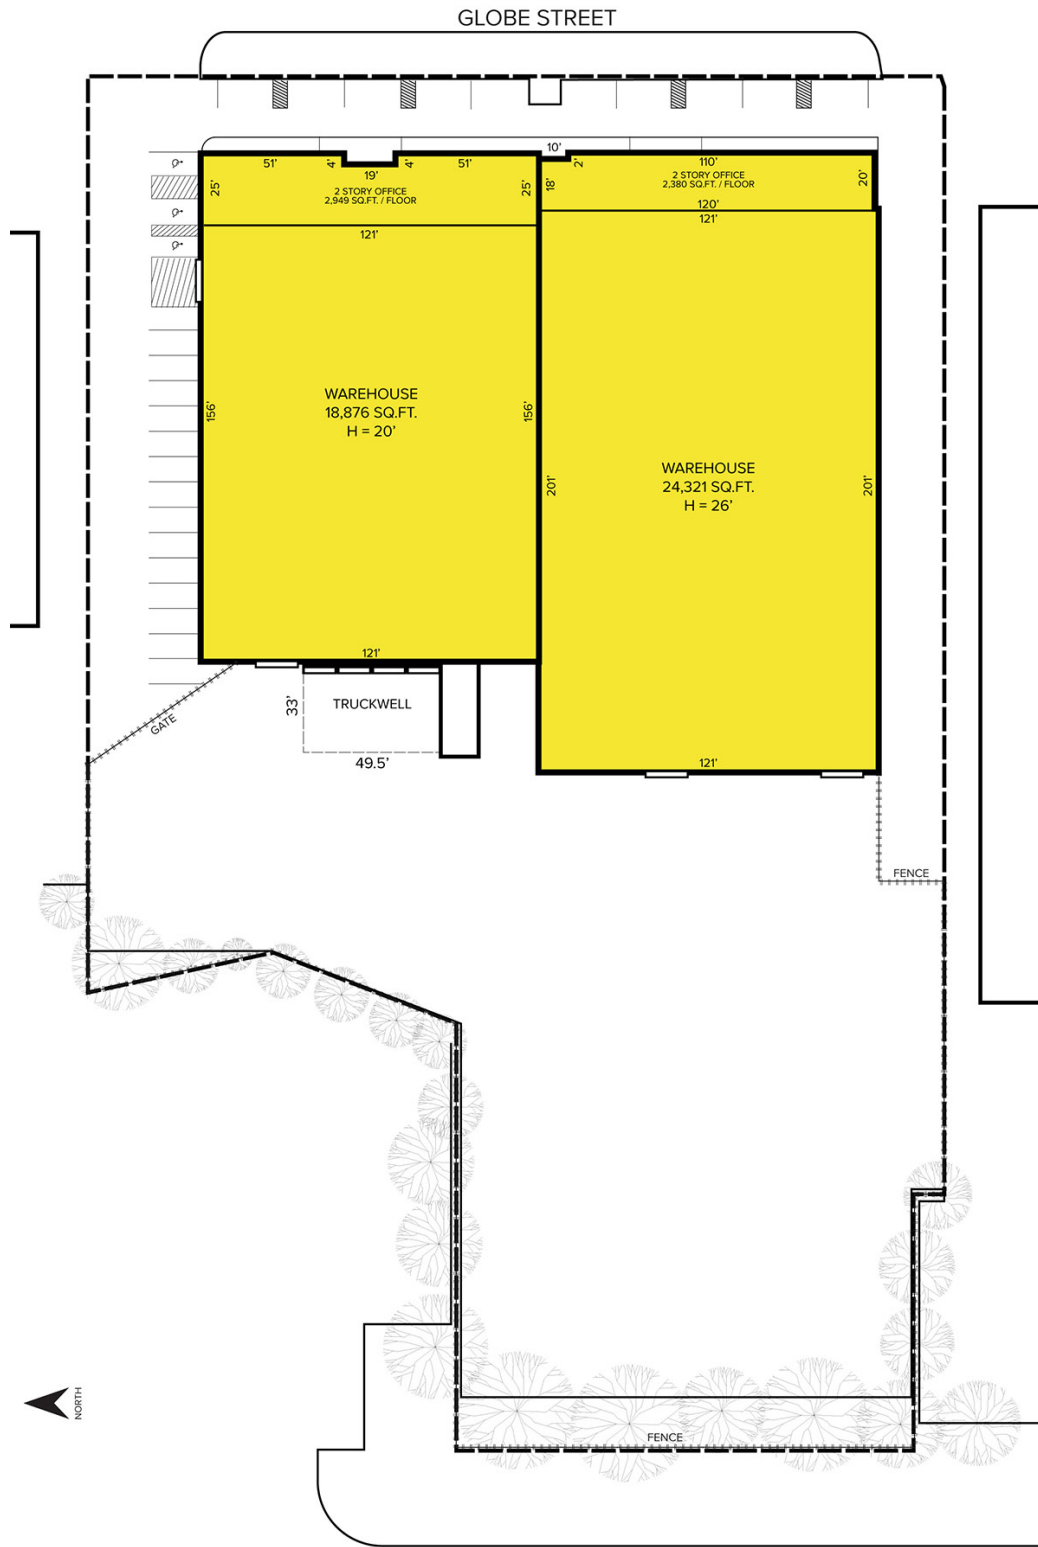 GLOBE STREET
10'
51'
4'
4'
51'
19'
25'
25'
2 STORY OFFICE
2,949 SQ.FT. / FLOOR
121'
2'
110'
18'
20'
2 STORY OFFICE
2,380 SQ.FT. / FLOOR
120'
121'
156'
WAREHOUSE
18,876 SQ.FT.
H = 20'
156'
121'
201'
WAREHOUSE
24,321 SQ.FT.
H = 26'
201'
121'
GATE
33'
TRUCKWELL
49.5'
FENCE
NORTH
FENCE